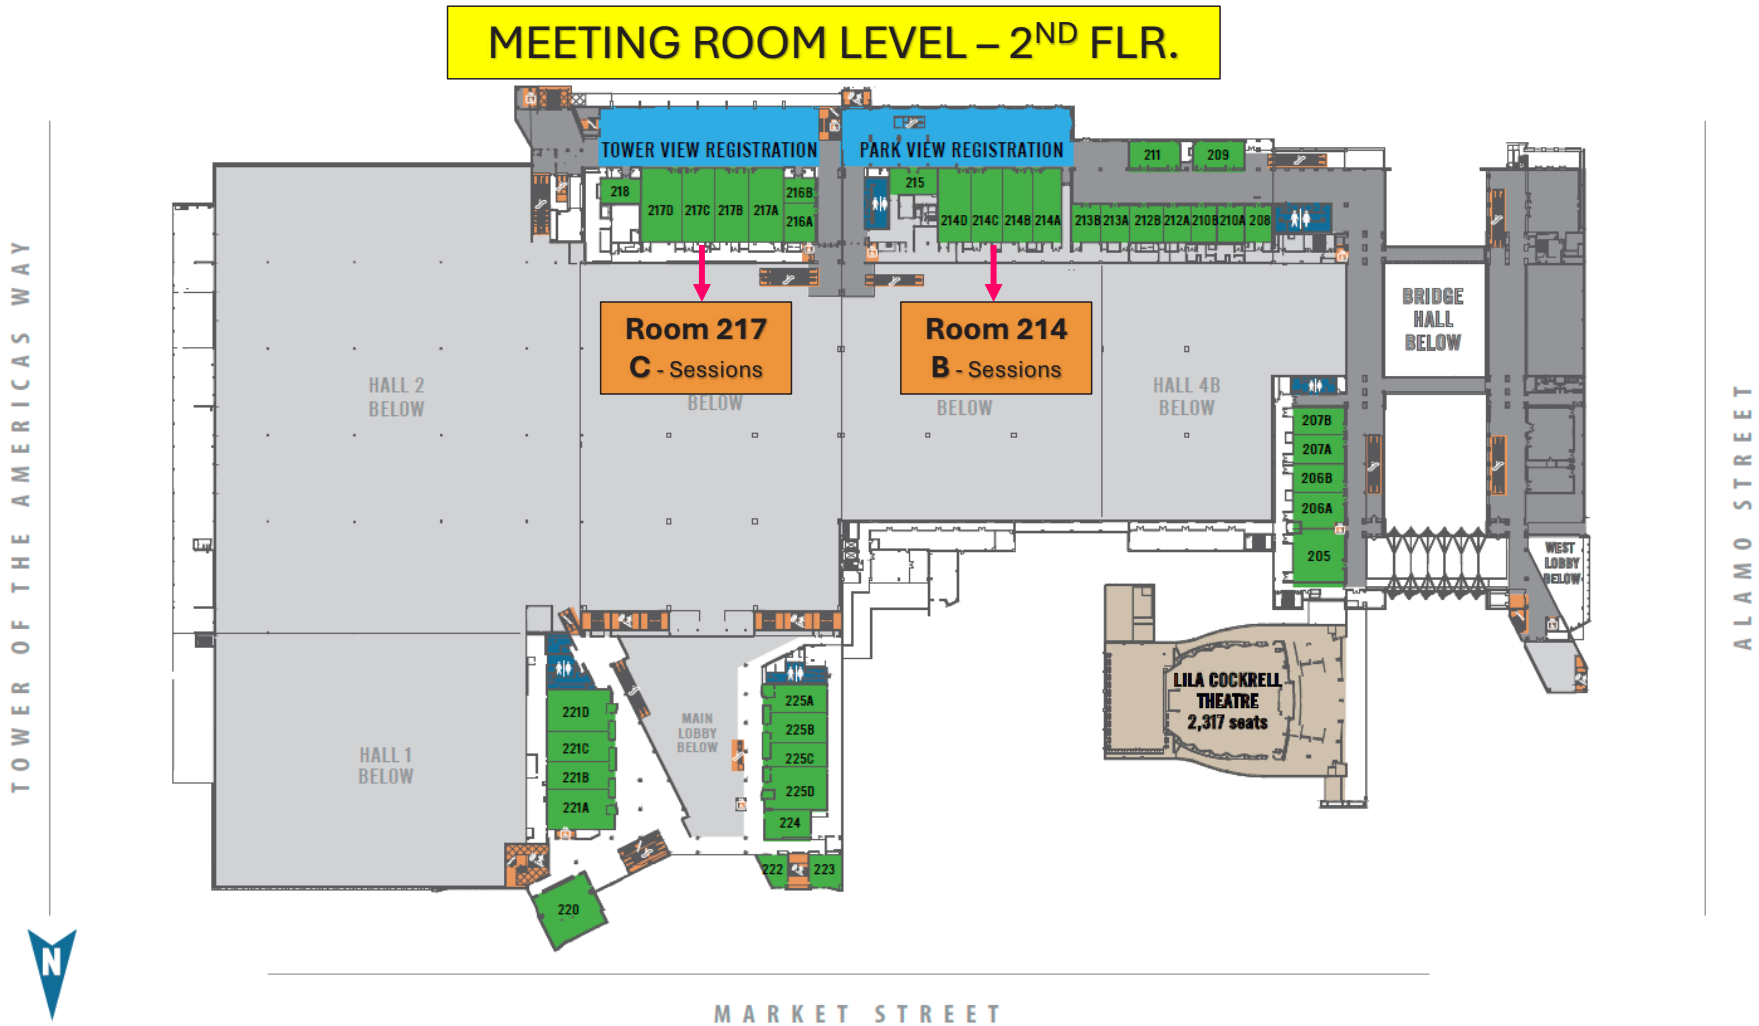 MEETING ROOM LEVEL – 2ND FLR.
TOWER VIEW REGISTRATION
PARK VIEW REGISTRATION
211
209
218
217D
217C
217B
217A
216B
216A
215
214D
214C
214B
214A
213B
213A
212B
212A
210B
210A
208
Room 217
C - Sessions
Room 214
B - Sessions
BRIDGE
HALL
BELOW
HALL 2
BELOW
BELOW
BELOW
HALL 4B
BELOW
207B
207A
206B
206A
205
WEST
LOBBY
BELOW
LILA COCKRELL
THEATRE
2,317 seats
HALL 1
BELOW
221D
221C
221B
221A
MAIN
LOBBY
BELOW
225A
225B
225C
225D
224
222
223
220
TOWER OF THE AMERICAS WAY
ALAMO STREET
N
MARKET STREET